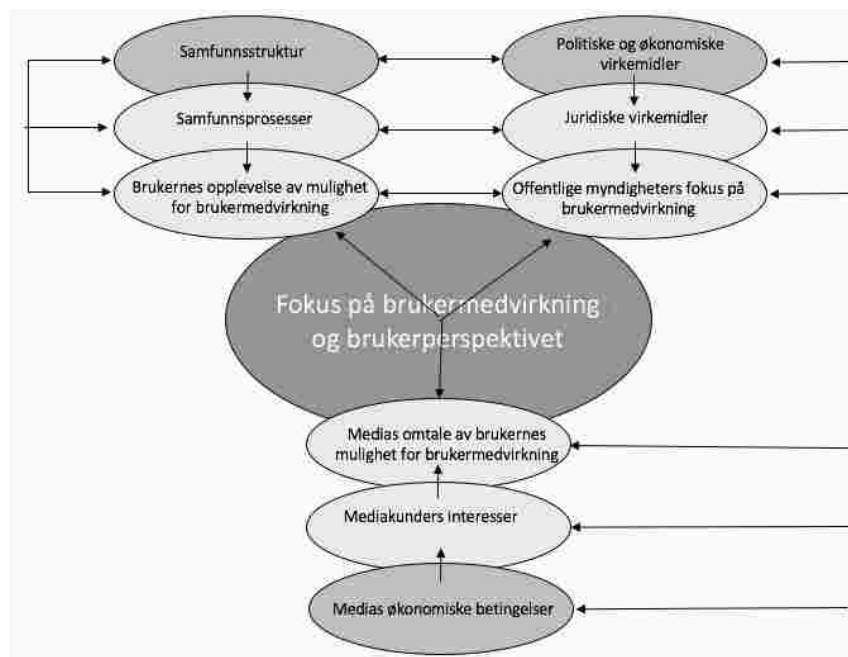 Samfunnsstruktur
Politiske og økonomiske
virkemidler
Samfunnsprosesser
Juridiske virkemidler
Brukernes opplevelse av mulighet
for brukermedvirkning
Offentlige myndigheters fokus på
brukermedvirkning
Fokus på brukermedvirkning
og brukerperspektivet
Medias omtale av brukernes
mulighet for brukermedvirkning
Mediakunders interesser
Medias økonomiske betingelser